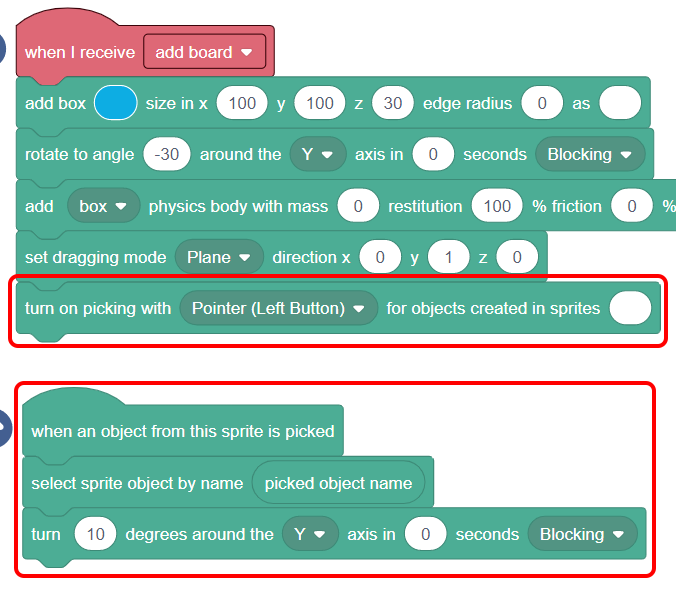 when I receive add board
add box size in x 100 y 100 z 30 edge radius 0 as
rotate to angle -30 around the Y axis in 0 seconds Blocking
add box physics body with mass 0 restitution 100 % friction 0 %
set dragging mode Plane direction x 0 y 1 z 0
turn on picking with Pointer (Left Button) for objects created in sprites
when an object from this sprite is picked
select sprite object by name picked object name
turn 10 degrees around the Y axis in 0 seconds Blocking